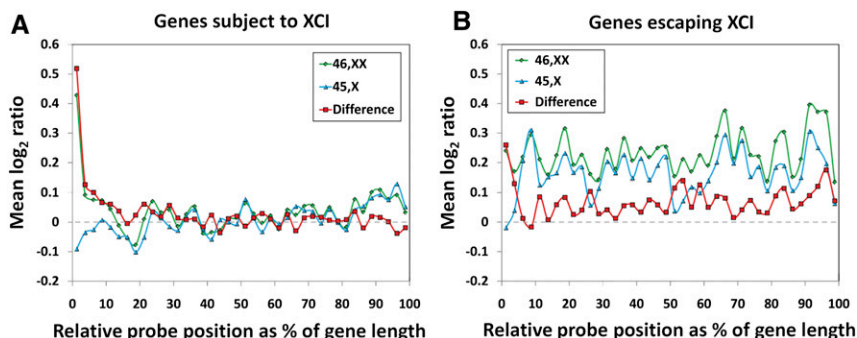 A
Genes subject to XCI
46,XX
45,X
Difference
Mean log2 ratio
0.6
0.5
0.4
0.3
0.2
0.1
0
-0.1
-0.2
0 10 20 30 40 50 60 70 80 90 100
Relative probe position as % of gene length
B
Genes escaping XCI
46,XX
45,X
Difference
Mean log2 ratio
0.6
0.5
0.4
0.3
0.2
0.1
0
-0.1
-0.2
0 10 20 30 40 50 60 70 80 90 100
Relative probe position as % of gene length